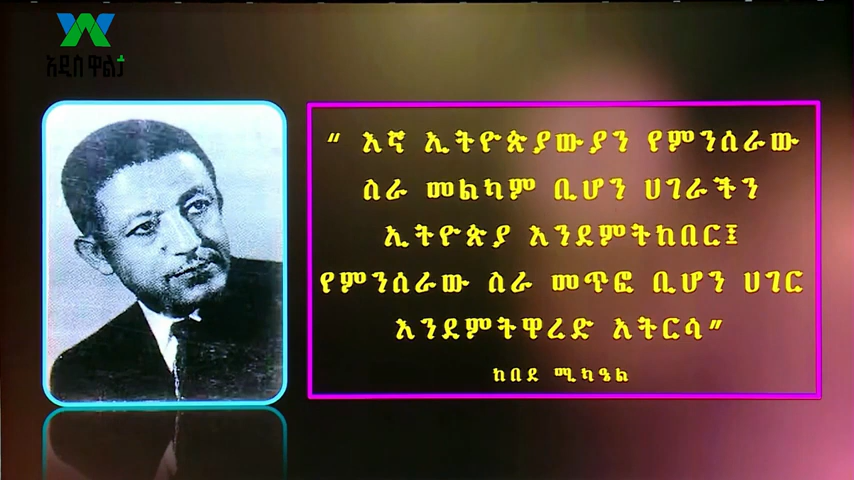 አዲስ ዋልታ
“ እኛ ኢትዮጵያውያን የምንሰራው
ስራ መልካም ቢሆን ሀገራችን
ኢትዮጵያ እንደምትከበር፤
የምንሰራው ስራ መጥፎ ቢሆን ሀገር
እንደምትዋረድ አትርሳ”
ከበደ ሚካዔል